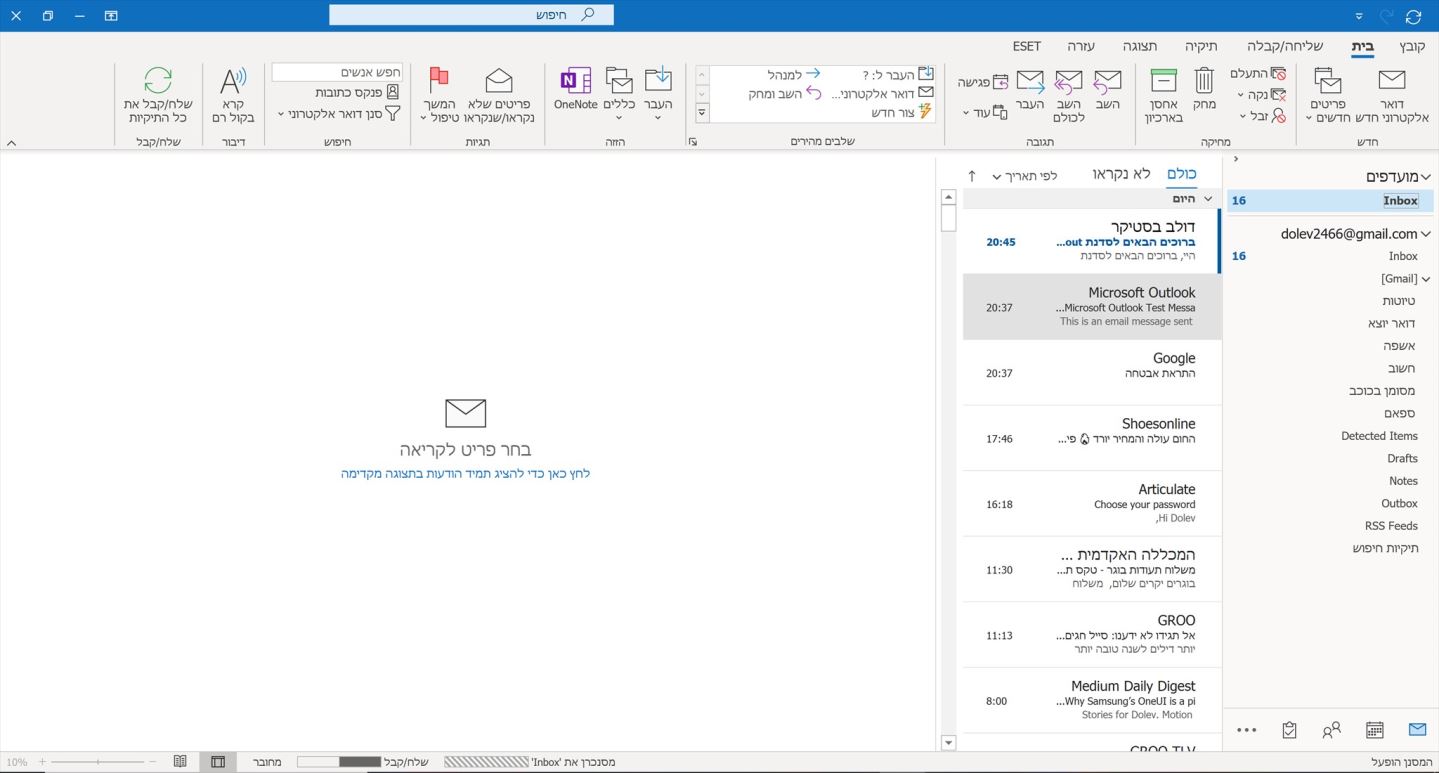 חיפוש
קובץ
בית
שליחה/קבלה
תיקיה
תצוגה
עזרה
ESET
דואר
אלקטרוני חדש
פריטים
חדשים
חדש
התעלם
נקה
זבל
מחק
אחסן
בארכיון
מחיקה
השב
השב
לכולם
העבר
פגישה
עוד
תגובה
העבר ל: ?
למנהל
דואר אלקטרוני...
השב ומחק
צור חדש
שלבים מהירים
העבר
כללים
OneNote
הזזה
פריטים שלא
נקראו/שנקראו
המשך
טיפול
תגיות
חפש אנשים
פנקס כתובות
סנן דואר אלקטרוני
חיפוש
קרא
בקול רם
דיבור
שלח/קבל את
כל התיקיות
שלח/קבל
מועדפים
Inbox 16
dolev2466@gmail.com
Inbox 16
[Gmail]
טיוטות
דואר יוצא
אשפה
חשוב
מסומן בכוכב
ספאם
Detected Items
Drafts
Notes
Outbox
RSS Feeds
תיקיות חיפוש
כולם
לא נקראו
לפי תאריך
היום
דולב בסטיקר
ברוכים הבאים לסדנת out...
20:45
היי, ברוכים הבאים לסדנת
Microsoft Outlook
...Microsoft Outlook Test Messa
20:37
This is an email message sent
Google
התראת אבטחה
20:37
Shoesonline
החום עולה והמחיר יורד 🔥 פי...
17:46
Articulate
Choose your password
16:18
,Hi Dolev
המכללה האקדמית ...
משלוח תעודות בוגר - טקס ת...
11:30
בוגרים יקרים שלום, משלוח
GROO
אל תגידו לא ידענו: סייל חגים...
11:13
יותר דילים לשנה טובה יותר
Medium Daily Digest
...Why Samsung's OneUI is a pi
8:00
Stories for Dolev. Motion
GROO TLV
בחר פריט לקריאה
לחץ כאן כדי להציג תמיד הודעות בתצוגה מקדימה
המסנן הופעל
מסנכרן את 'Inbox'
שלח/קבל
מחובר
10%